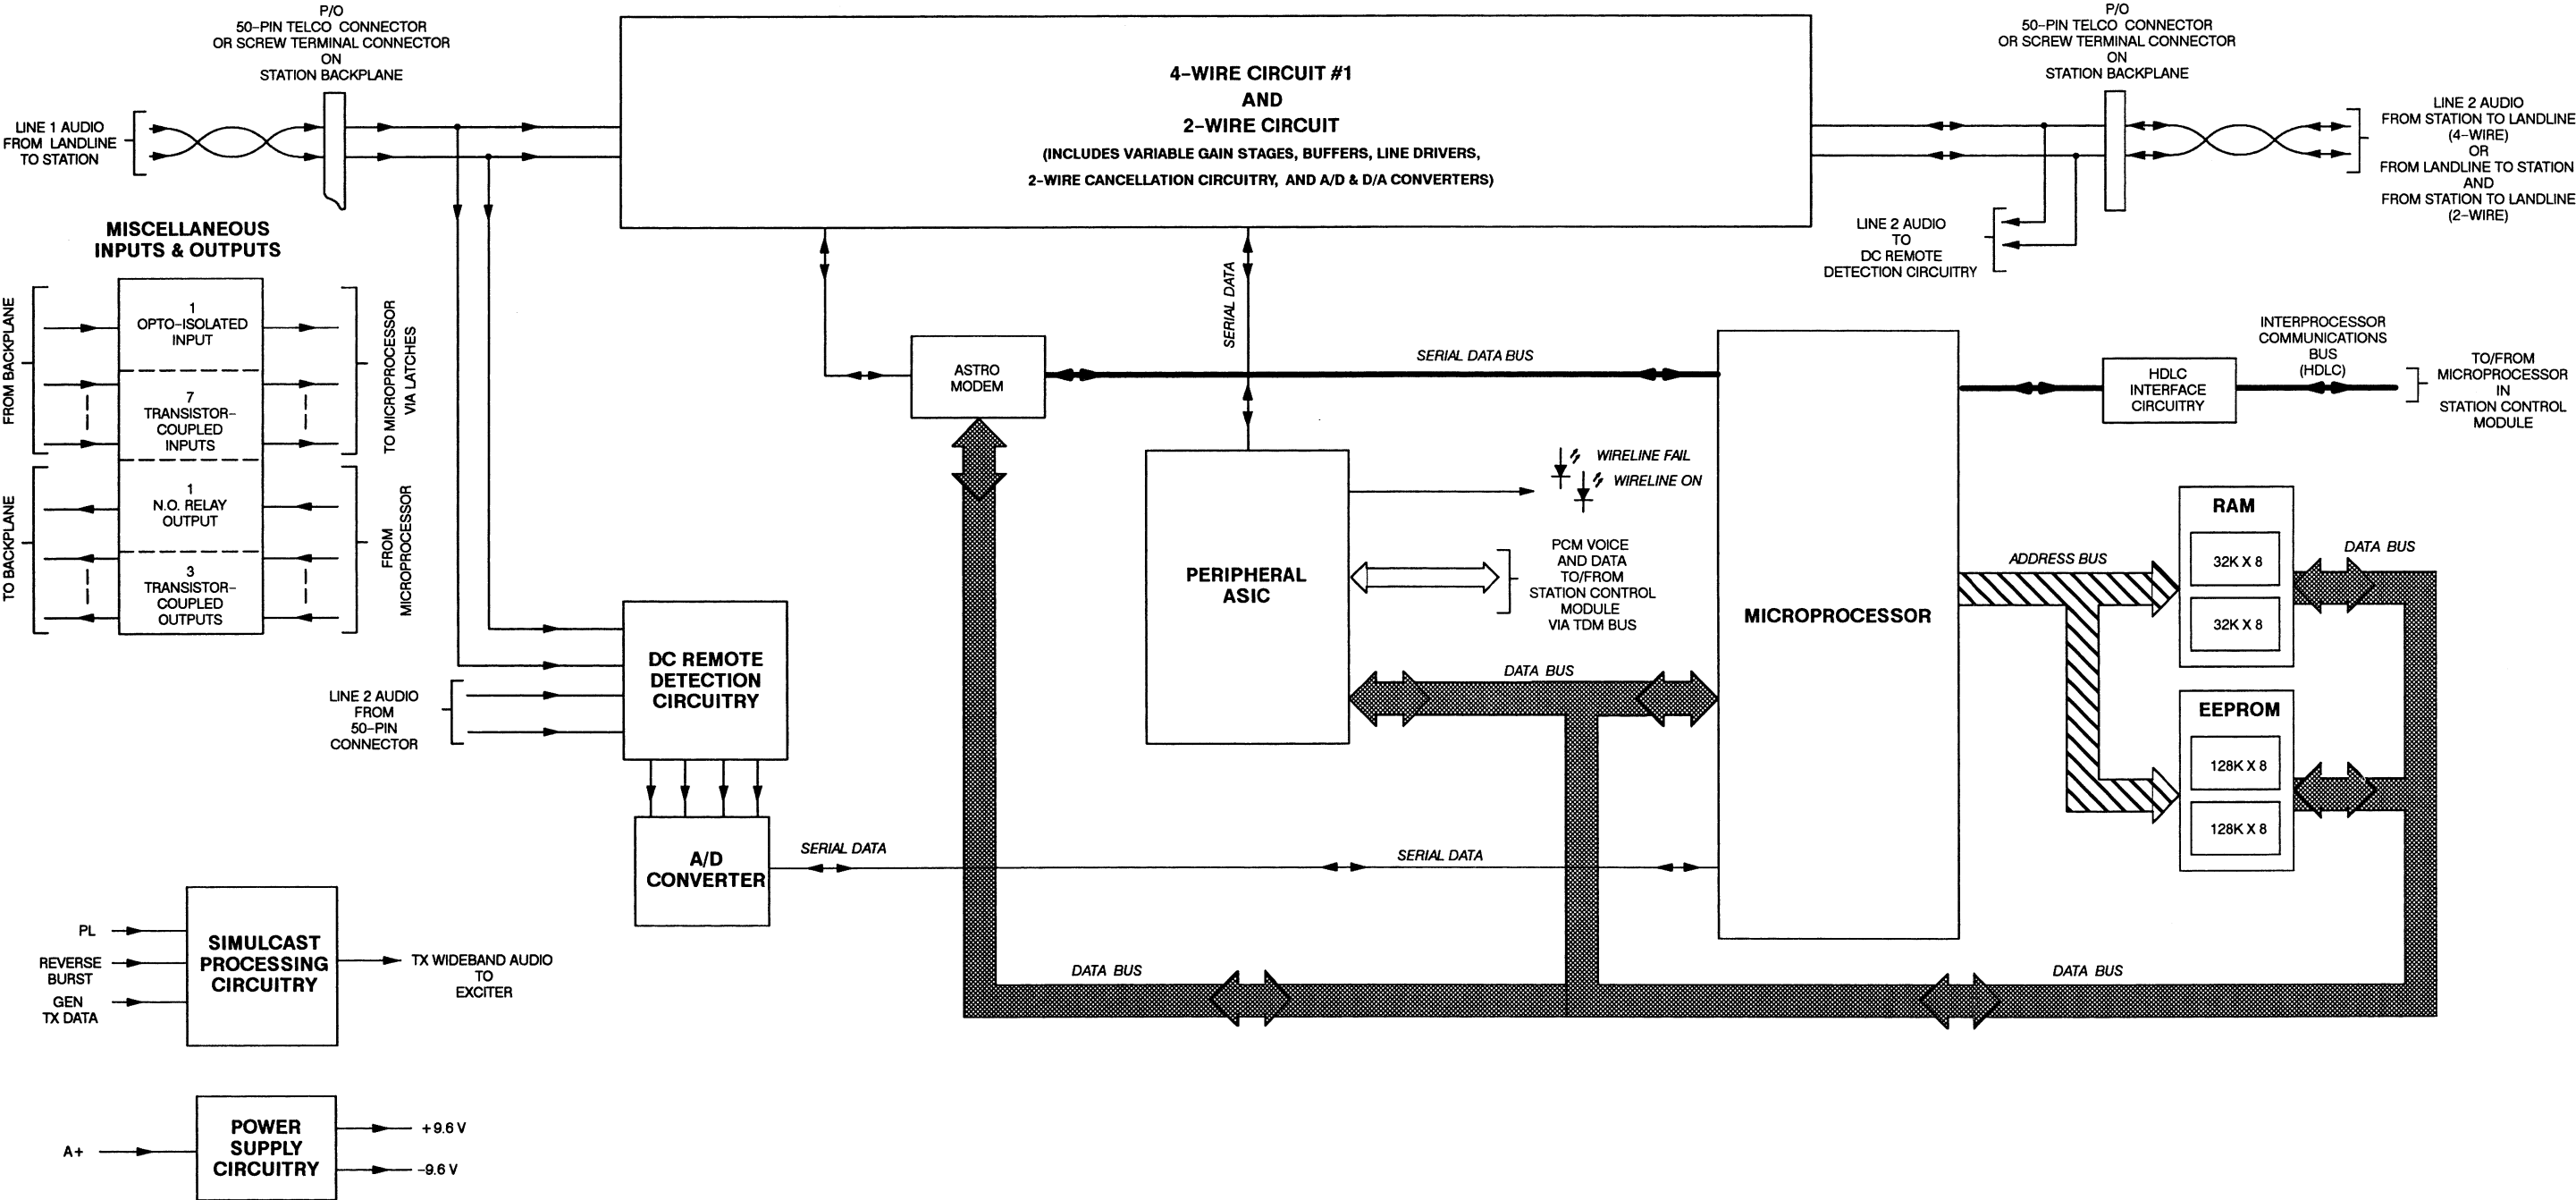 P/O
50-PIN TELCO CONNECTOR
OR SCREW TERMINAL CONNECTOR
ON
STATION BACKPLANE
LINE 1 AUDIO
FROM LANDLINE
TO STATION
4-WIRE CIRCUIT #1
AND
2-WIRE CIRCUIT
(INCLUDES VARIABLE GAIN STAGES, BUFFERS, LINE DRIVERS,
2-WIRE CANCELLATION CIRCUITRY, AND A/D & D/A CONVERTERS)
P/O
50-PIN TELCO CONNECTOR
OR SCREW TERMINAL CONNECTOR
ON
STATION BACKPLANE
LINE 2 AUDIO
FROM STATION TO LANDLINE
(4-WIRE)
OR
FROM LANDLINE TO STATION
AND
FROM STATION TO LANDLINE
(2-WIRE)
LINE 2 AUDIO
TO
DC REMOTE
DETECTION CIRCUITRY
MISCELLANEOUS
INPUTS & OUTPUTS
FROM BACKPLANE
1
OPTO-ISOLATED
INPUT
7
TRANSISTOR-
COUPLED
INPUTS
TO MICROPROCESSOR
VIA LATCHES
TO BACKPLANE
1
N.O. RELAY
OUTPUT
3
TRANSISTOR-
COUPLED
OUTPUTS
FROM
MICROPROCESSOR
SERIAL DATA
ASTRO
MODEM
SERIAL DATA BUS
HDLC
INTERFACE
CIRCUITRY
INTERPROCESSOR
COMMUNICATIONS
BUS
(HDLC)
TO/FROM
MICROPROCESSOR
IN
STATION CONTROL
MODULE
PERIPHERAL
ASIC
WIRELINE FAIL
WIRELINE ON
PCM VOICE
AND DATA
TO/FROM
STATION CONTROL
MODULE
VIA TDM BUS
DATA BUS
MICROPROCESSOR
ADDRESS BUS
RAM
32K X 8
32K X 8
DATA BUS
EEPROM
128K X 8
128K X 8
DC REMOTE
DETECTION
CIRCUITRY
LINE 2 AUDIO
FROM
50-PIN
CONNECTOR
A/D
CONVERTER
SERIAL DATA
SERIAL DATA
DATA BUS
DATA BUS
PL
REVERSE
BURST
GEN
TX DATA
SIMULCAST
PROCESSING
CIRCUITRY
TX WIDEBAND AUDIO
TO
EXCITER
A+
POWER
SUPPLY
CIRCUITRY
+9.6 V
-9.6 V